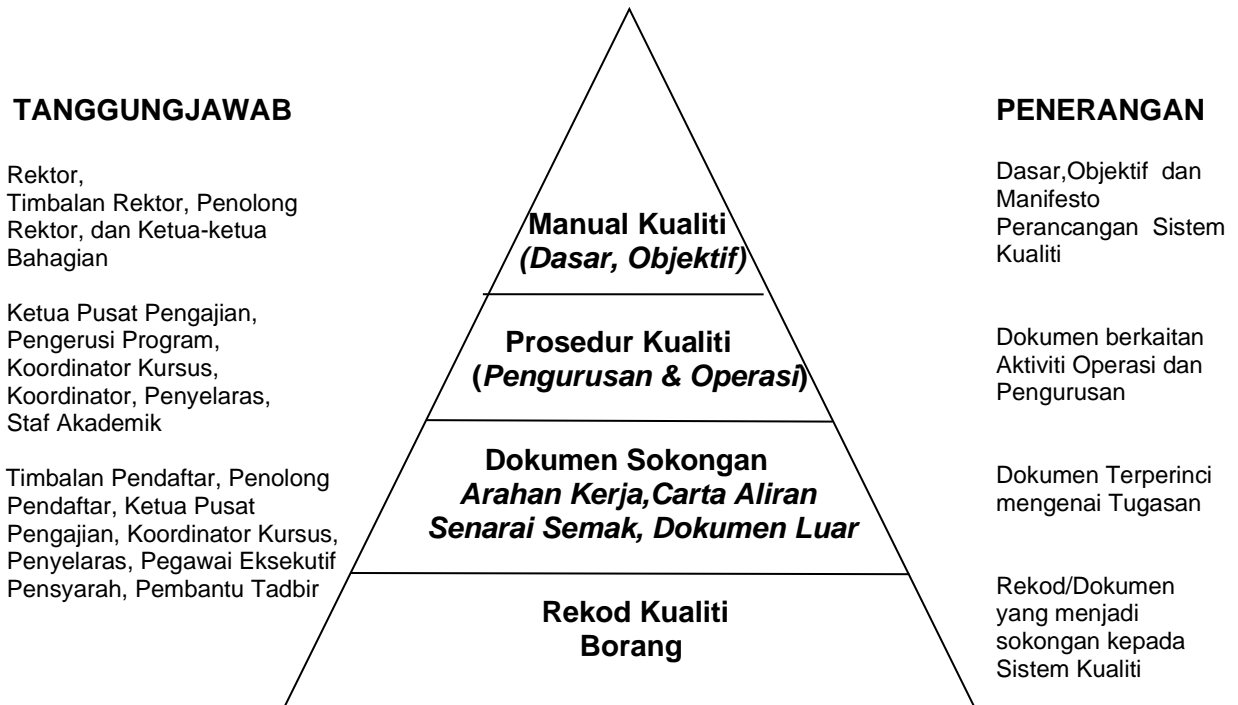 TANGGUNGJAWAB
Rektor,
Timbalan Rektor, Penolong
Rektor, dan Ketua-ketua
Bahagian
Ketua Pusat Pengajian,
Pengerusi Program,
Koordinator Kursus,
Koordinator, Penyelaras,
Staf Akademik
Timbalan Pendaftar, Penolong
Pendaftar, Ketua Pusat
Pengajian, Koordinator Kursus,
Penyelaras, Pegawai Eksekutif
Pensyarah, Pembantu Tadbir
Manual Kualiti
(Dasar, Objektif)
Prosedur Kualiti
(Pengurusan & Operasi)
Dokumen Sokongan
Arahan Kerja,Carta Aliran
Senarai Semak, Dokumen Luar
Rekod Kualiti
Borang
PENERANGAN
Dasar,Objektif dan
Manifesto
Perancangan Sistem
Kualiti
Dokumen berkaitan
Aktiviti Operasi dan
Pengurusan
Dokumen Terperinci
mengenai Tugasan
Rekod/Dokumen
yang menjadi
sokongan kepada
Sistem Kualiti